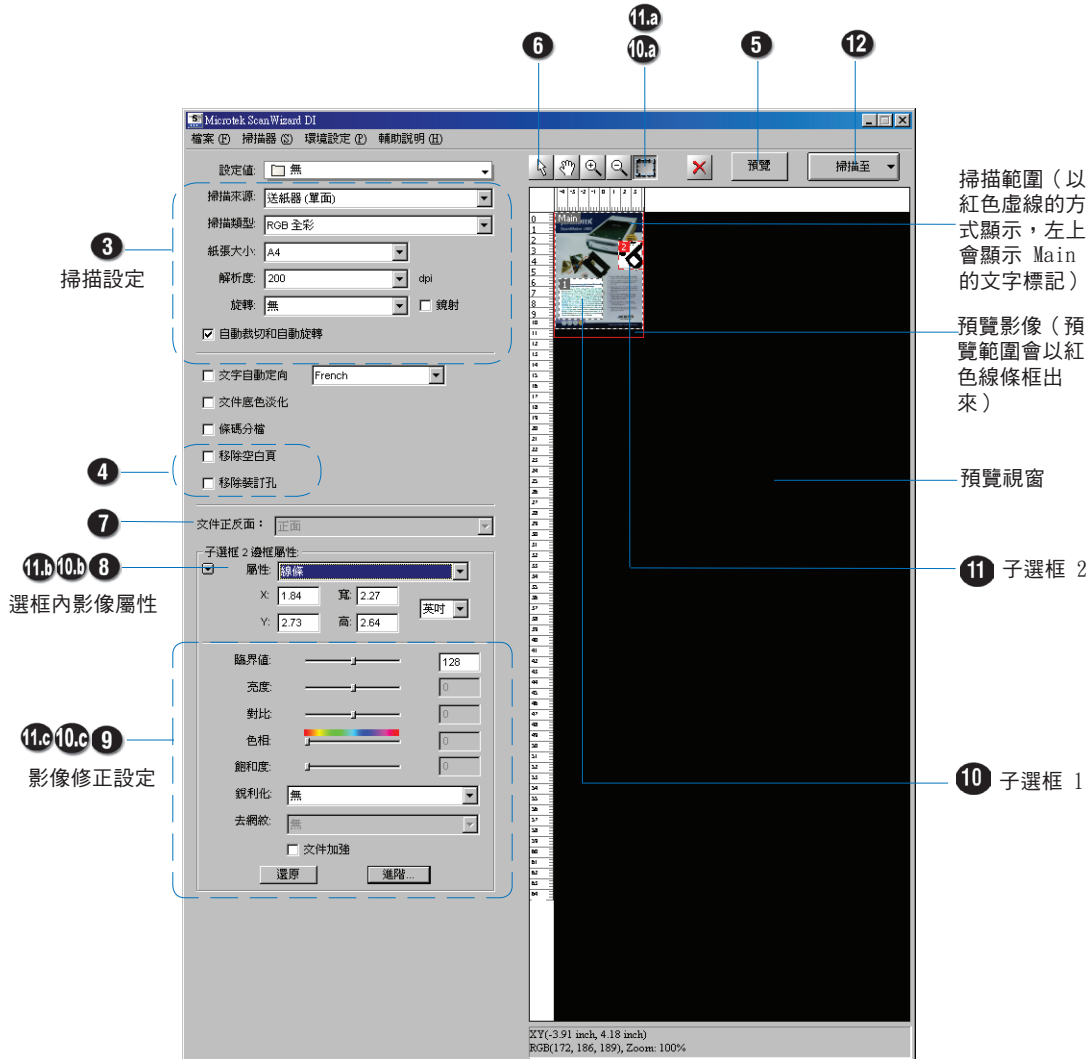 11.a
6
10.a
5
12
Microtek ScanWizard DI
檔案(F) 掃描器(S) 環境設定(P) 輔助說明(H)
設定值: 無
預覽
掃描至
掃描來源: 送紙器(單面)
掃描類型: RGB 全彩
紙張大小: A4
解析度: 200 dpi
旋轉: 無 鏡射
自動裁切和自動旋轉
3
掃描設定
文字自動定向 French
文件底色淡化
條碼分檔
移除空白頁
移除裝訂孔
4
7
文件正反面： 正面
子選框 2 邊框屬性:
11.b 10.b 8
選框內影像屬性
屬性: 線條
X: 1.84 寬: 2.27
英吋
Y: 2.73 高: 2.64
臨界值: 128
亮度: 0
對比: 0
色相: 0
飽和度: 0
11.c 10.c 9
影像修正設定
銳利化: 無
去網紋: 無
文件加強
還原 進階...
Main
2
1
掃描範圍（以
紅色虛線的方
式顯示，左上
會顯示 Main
的文字標記）
預覽影像（預
覽範圍會以紅
色線條框出
來）
預覽視窗
11 子選框 2
10 子選框 1
XY(-3.91 inch, 4.18 inch)
RGB(172, 186, 189), Zoom: 100%